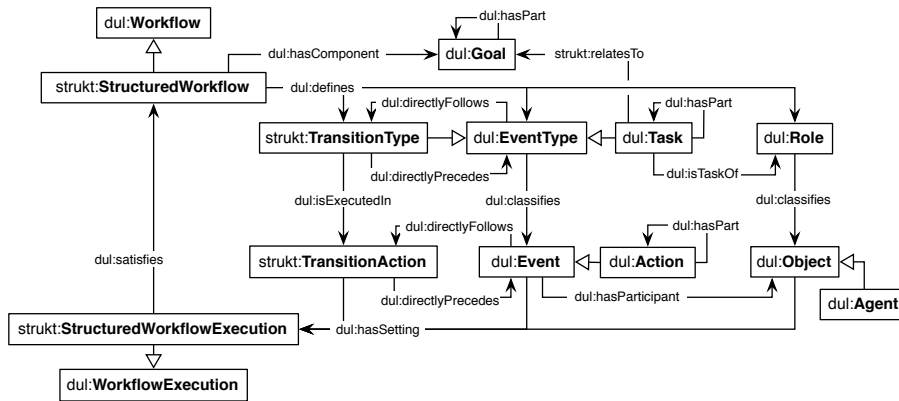 dul:Workflow
dul:hasPart
dul:hasComponent
dul:Goal
strukt:relatesTo
strukt:StructuredWorkflow
dul:defines
dul:directlyFollows
dul:hasPart
strukt:TransitionType
dul:EventType
dul:Task
dul:Role
dul:directlyPrecedes
dul:isTaskOf
dul:isExecutedIn
dul:classifies
dul:classifies
dul:directlyFollows
dul:hasPart
dul:satisfies
strukt:TransitionAction
dul:Event
dul:Action
dul:Object
dul:directlyPrecedes
dul:hasParticipant
dul:Agent
strukt:StructuredWorkflowExecution
dul:hasSetting
dul:WorkflowExecution